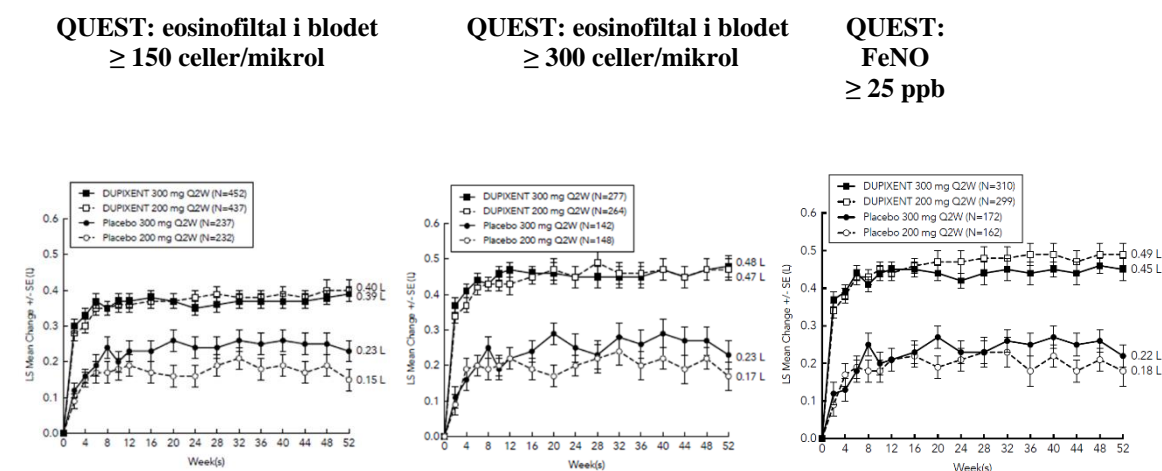 QUEST: eosinofiltal i blodet
≥ 150 celler/mikrol
QUEST: eosinofiltal i blodet
≥ 300 celler/mikrol
QUEST:
FeNO
≥ 25 ppb
DUPIXENT 300 mg Q2W (N=452)
DUPIXENT 200 mg Q2W (N=437)
Placebo 300 mg Q2W (N=237)
Placebo 200 mg Q2W (N=232)
LS Mean Change +/- SE (L)
0.6
0.5
0.4
0.3
0.2
0.1
0.0
0.40 L
0.39 L
0.23 L
0.15 L
0 4 8 12 16 20 24 28 32 36 40 44 48 52
Week(s)
DUPIXENT 300 mg Q2W (N=277)
DUPIXENT 200 mg Q2W (N=264)
Placebo 300 mg Q2W (N=142)
Placebo 200 mg Q2W (N=148)
LS Mean Change +/- SE (L)
0.6
0.5
0.4
0.3
0.2
0.1
0.0
0.48 L
0.47 L
0.23 L
0.17 L
0 4 8 12 16 20 24 28 32 36 40 44 48 52
Week(s)
DUPIXENT 300 mg Q2W (N=310)
DUPIXENT 200 mg Q2W (N=299)
Placebo 300 mg Q2W (N=172)
Placebo 200 mg Q2W (N=162)
LS Mean Change +/- SE (L)
0.6
0.5
0.4
0.3
0.2
0.1
0.0
0.49 L
0.45 L
0.22 L
0.18 L
0 4 8 12 16 20 24 28 32 36 40 44 48 52
Week(s)